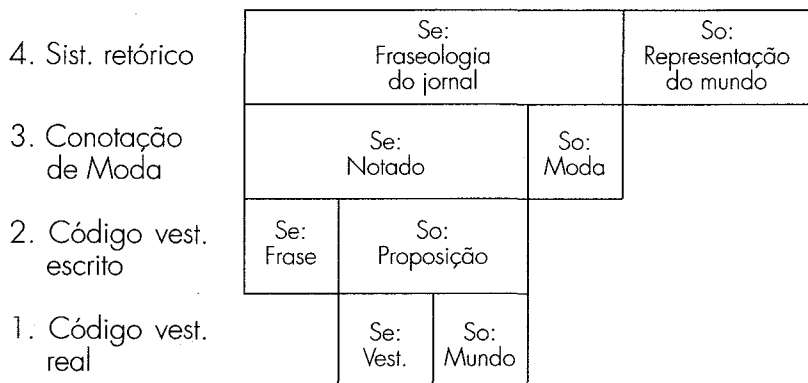 4. Sist. retórico
Se:
Fraseologia
do jornal
So:
Representação
do mundo
3. Conotação
de Moda
Se:
Notado
So:
Moda
2. Código vest.
escrito
Se:
Frase
So:
Proposição
1. Código vest.
real
Se:
Vest.
So:
Mundo